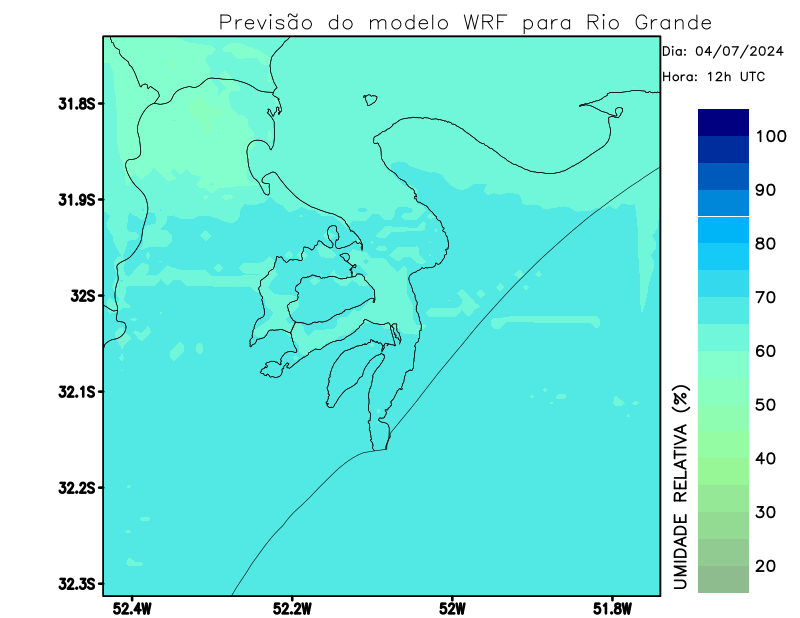 Previsão do modelo WRF para Rio Grande
Dia: 04/07/2024
Hora: 12h UTC
31.8S
31.9S
32S
32.1S
32.2S
32.3S
52.4W
52.2W
52W
51.8W
UMIDADE RELATIVA (%)
100
90
80
70
60
50
40
30
20